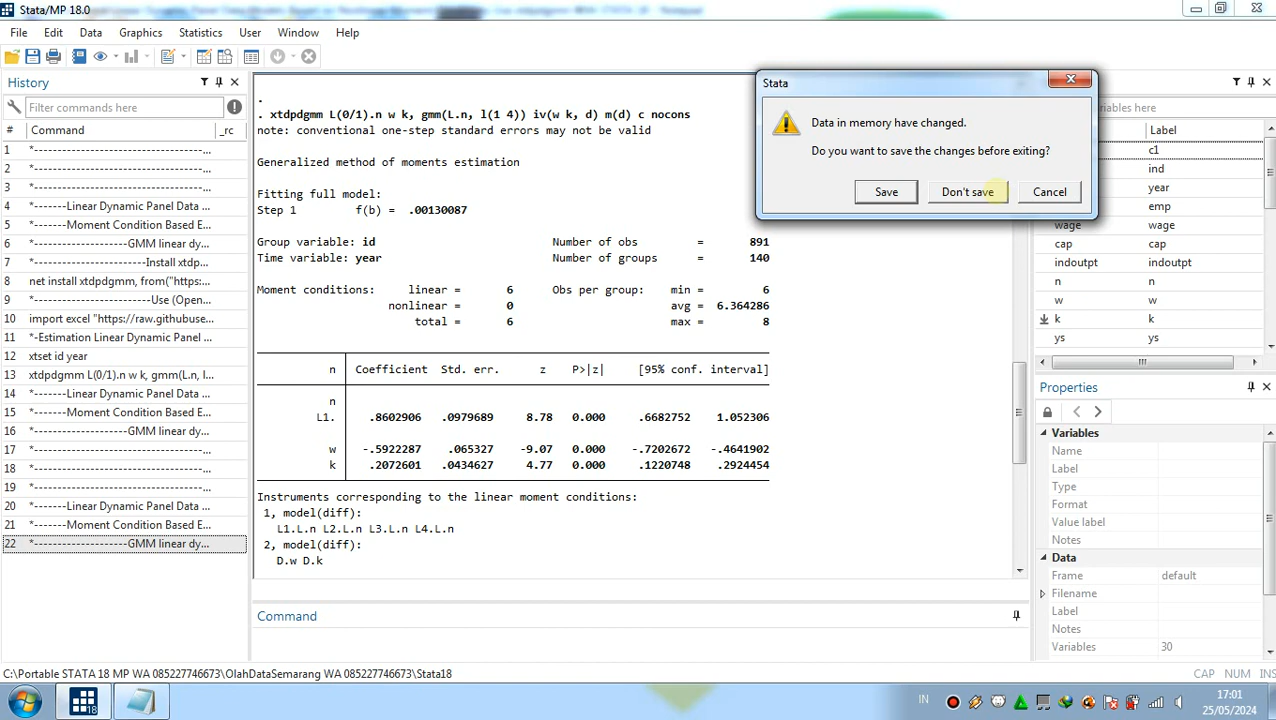 Stata/MP 18.0
File Edit Data Graphics Statistics User Window Help
History
Filter commands here
# Command _rc
1 *-----------------------------...
2 *-----------------------------...
3 *-----------------------------...
4 *-------Linear Dynamic Panel Data ...
5 *-------Moment Condition Based E...
6 *---------------------GMM linear dy...
7 *------------------------Install xtdp...
8 net install xtdpdgmm, from("https:...
9 *-------------------------Use (Open...
10 import excel "https://raw.githubuse...
11 *-Estimation Linear Dynamic Panel ...
12 xtset id year
13 xtdpdgmm L(0/1).n w k, gmm(L.n, l...
14 *-------Linear Dynamic Panel Data ...
15 *-------Moment Condition Based E...
16 *---------------------GMM linear dy...
17 *-----------------------------...
18 *-----------------------------...
19 *-----------------------------...
20 *-------Linear Dynamic Panel Data ...
21 *-------Moment Condition Based E...
22 *---------------------GMM linear dy...
.
. xtdpdgmm L(0/1).n w k, gmm(L.n, l(1 4)) iv(w k, d) m(d) c nocons
note: conventional one-step standard errors may not be valid
Generalized method of moments estimation
Fitting full model:
Step 1 f(b) = .00130087
Group variable: id Number of obs = 891
Time variable: year Number of groups = 140
Moment conditions: linear = 6 Obs per group: min = 6
nonlinear = 0 avg = 6.364286
total = 6 max = 8
n Coefficient Std. err. z P>|z| [95% conf. interval]
n
L1. .8602906 .0979689 8.78 0.000 .6682752 1.052306
w -.5922287 .065327 -9.07 0.000 -.7202672 -.4641902
k .2072601 .0434627 4.77 0.000 .1220748 .2924454
Instruments corresponding to the linear moment conditions:
1, model(diff):
L1.L.n L2.L.n L3.L.n L4.L.n
2, model(diff):
D.w D.k
Command
Stata
Data in memory have changed.
Do you want to save the changes before exiting?
Save Don't save Cancel
ariables here
Label
c1
ind
year
emp
wage wage
cap cap
indoutpt indoutpt
n n
w w
k k
ys ys
Properties
Variables
Name
Label
Type
Format
Value label
Notes
Data
Frame default
Filename
Label
Notes
Variables 30
C:\Portable STATA 18 MP WA 085227746673\OlahDataSemarang WA 085227746673\Stata18
CAP NUM INS
18
IN
17:01
25/05/2024